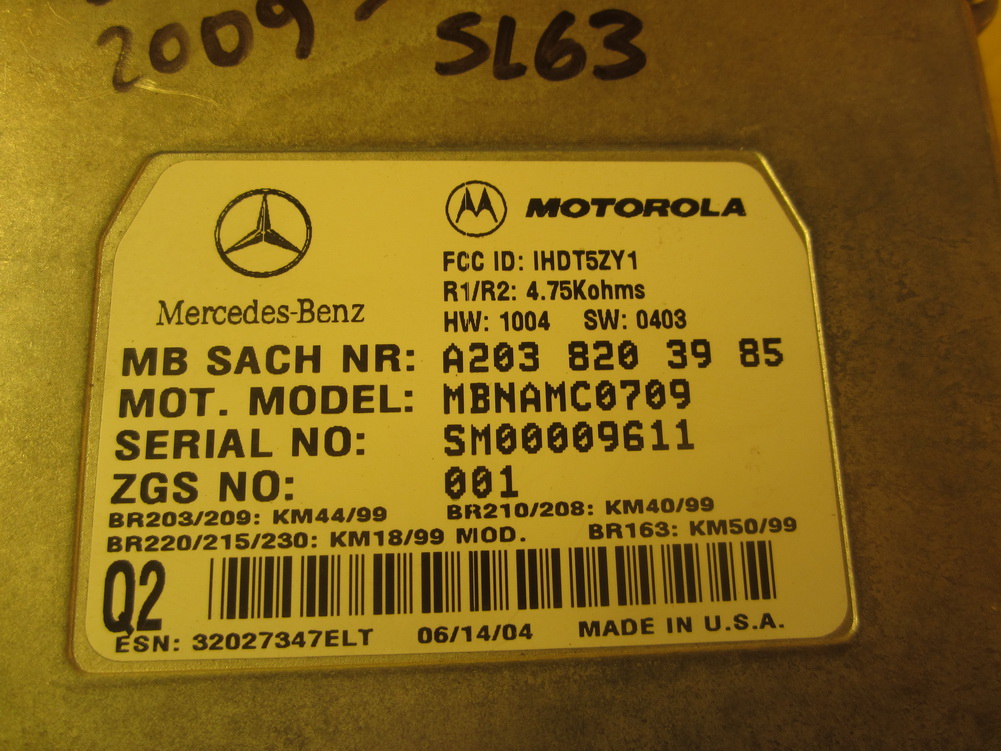 2009 SL63
MOTOROLA
Mercedes-Benz
FCC ID: IHDT5ZY1
R1/R2: 4.75Kohms
HW: 1004 SW: 0403
MB SACH NR: A203 820 39 85
MOT. MODEL: MBNAMC0709
SERIAL NO: SM00009611
ZGS NO: 001
BR203/209: KM44/99 BR210/208: KM40/99
BR220/215/230: KM18/99 MOD. BR163: KM50/99
Q2
ESN: 32027347ELT 06/14/04 MADE IN U.S.A.